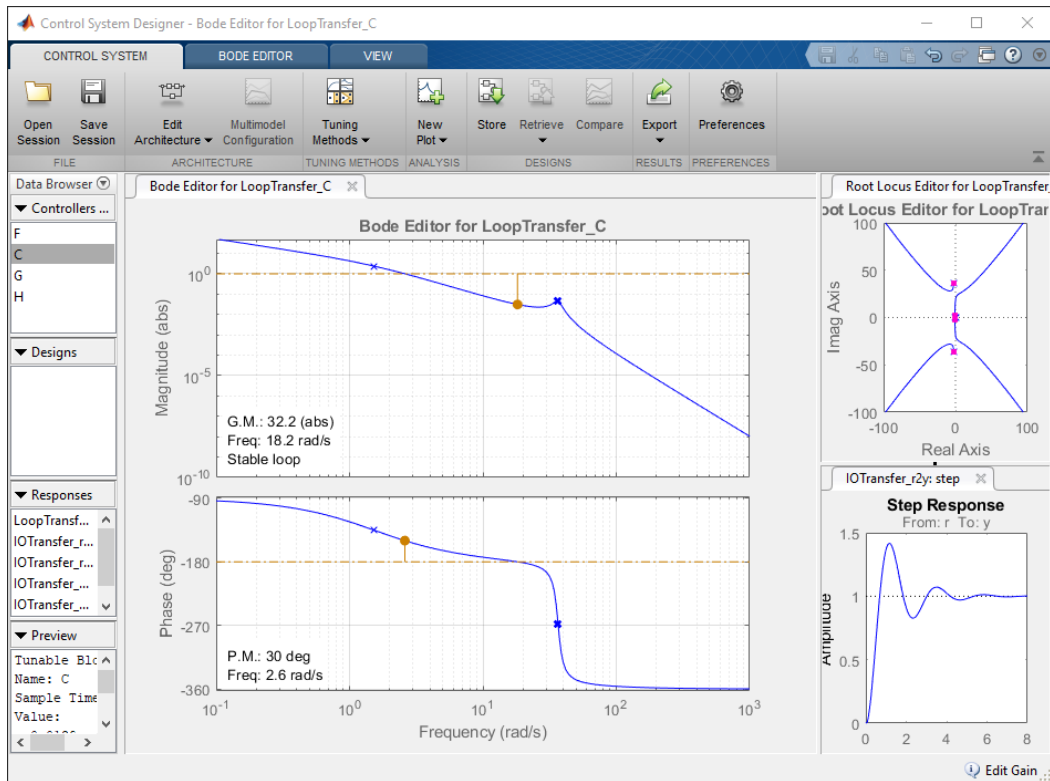 Control System Designer - Bode Editor for LoopTransfer_C
CONTROL SYSTEM BODE EDITOR VIEW
Open Session
Save Session
Edit Architecture
Multimodel Configuration
Tuning Methods
New Plot
Store
Retrieve
Compare
Export
Preferences
FILE ARCHITECTURE TUNING METHODS ANALYSIS DESIGNS RESULTS PREFERENCES
Data Browser
Controllers ...
F
C
G
H
Designs
Responses
LoopTransf...
IOTransfer_r...
IOTransfer_r...
IOTransfer_...
IOTransfer_...
Preview
Tunable Blo
Name: C
Sample Time
Value:
Bode Editor for LoopTransfer_C
Bode Editor for LoopTransfer_C
Magnitude (abs)
10^0
10^-5
10^-10
G.M.: 32.2 (abs)
Freq: 18.2 rad/s
Stable loop
Phase (deg)
-90
-180
-270
-360
P.M.: 30 deg
Freq: 2.6 rad/s
10^-1 10^0 10^1 10^2 10^3
Frequency (rad/s)
Root Locus Editor for LoopTransfer_
oot Locus Editor for LoopTran
Imag Axis
100
50
0
-50
-100
-100 0 100
Real Axis
IOTransfer_r2y: step
Step Response
From: r To: y
Amplitude
1.5
1
0.5
0
0 2 4 6 8
Edit Gain